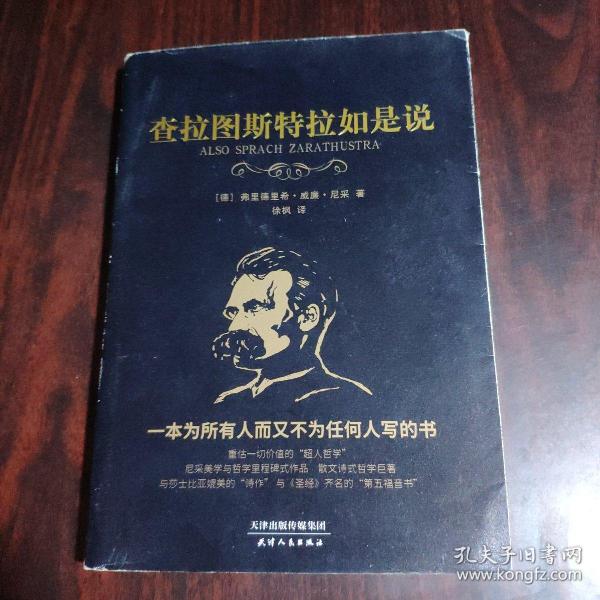 查拉图斯特拉如是说
ALSO SPRACH ZARATHUSTRA
[德] 弗里德里希·威廉·尼采 著
徐枫 译
一本为所有人而又不为任何人写的书
重估一切价值的“超人哲学”
尼采美学与哲学里程碑式作品 散文诗式哲学巨著
与莎士比亚媲美的“诗作” 与《圣经》齐名的“第五福音书”
天津出版传媒集团
天津人民出版社
孔夫子旧书网
www.kongfz.com